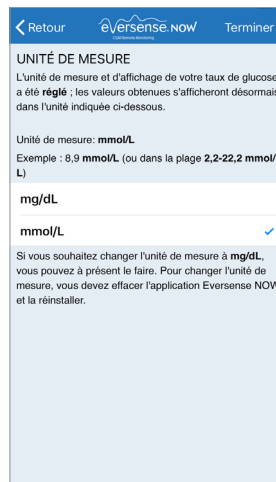 Retour
eversense NOW
CGM Remote Monitoring
Terminer
UNITÉ DE MESURE
L'unité de mesure et d'affichage de votre taux de glucose
a été réglé ; les valeurs obtenues s'afficheront désormais
dans l'unité indiquée ci-dessous.
Unité de mesure: mmol/L
Exemple : 8,9 mmol/L (ou dans la plage 2,2-22,2 mmol/
L)
mg/dL
mmol/L
Si vous souhaitez changer l'unité de mesure à mg/dL,
vous pouvez à présent le faire. Pour changer l'unité de
mesure, vous devez effacer l'application Eversense NOW
et la réinstaller.